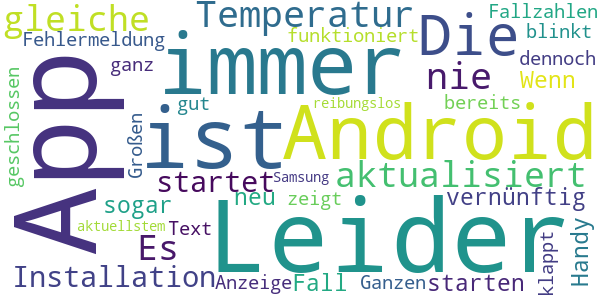 gleiche
Temperatur
Die
Fallzahlen
Fehlermeldung
immer
funktioniert
blinkt
ganz
nie
dennoch
Wenn
App
geschlossen
gut
reibungslos
bereits
Großen
ist
Android
startet
Samsung
aktualisiert
sogar
neu
zeigt
vernünftig
aktuellstem
Text
Leider
Es
Installation
Anzeige
Fall
Ganzen
starten
klappt
Handy